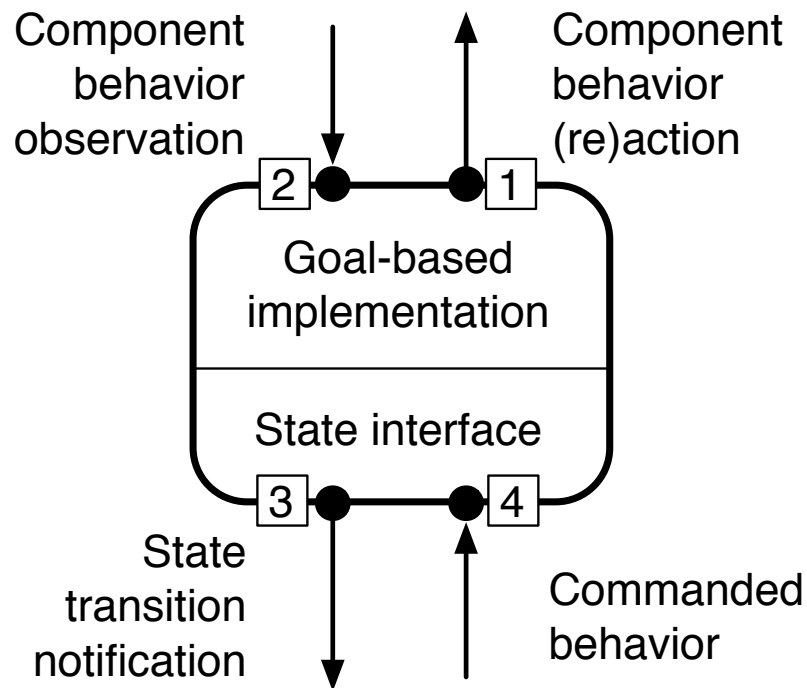 Component
behavior
observation
Component
behavior
(re)action
2
1
Goal-based
implementation
State interface
3
4
State
transition
notification
Commanded
behavior